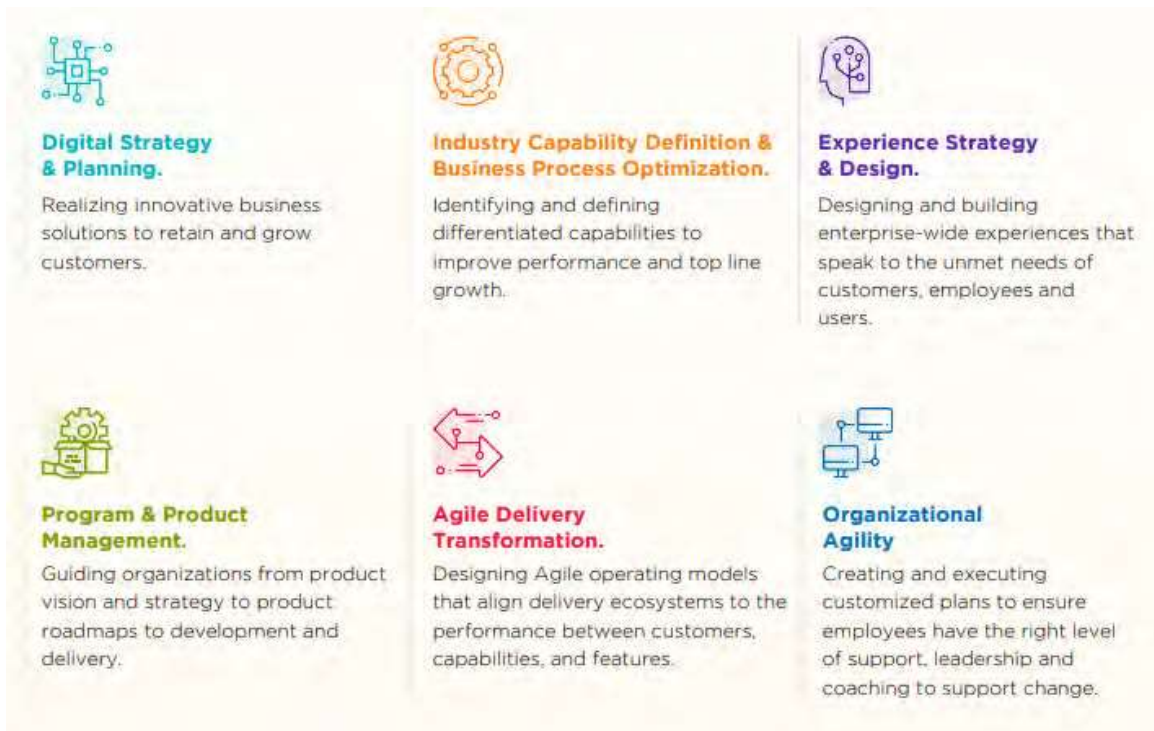 Digital Strategy
& Planning.
Realizing innovative business
solutions to retain and grow
customers.
Industry Capability Definition &
Business Process Optimization.
Identifying and defining
differentiated capabilities to
improve performance and top line
growth.
Experience Strategy
& Design.
Designing and building
enterprise-wide experiences that
speak to the unmet needs of
customers, employees and
users.
Program & Product
Management.
Guiding organizations from product
vision and strategy to product
roadmaps to development and
delivery.
Agile Delivery
Transformation.
Designing Agile operating models
that align delivery ecosystems to the
performance between customers,
capabilities, and features.
Organizational
Agility
Creating and executing
customized plans to ensure
employees have the right level
of support, leadership and
coaching to support change.